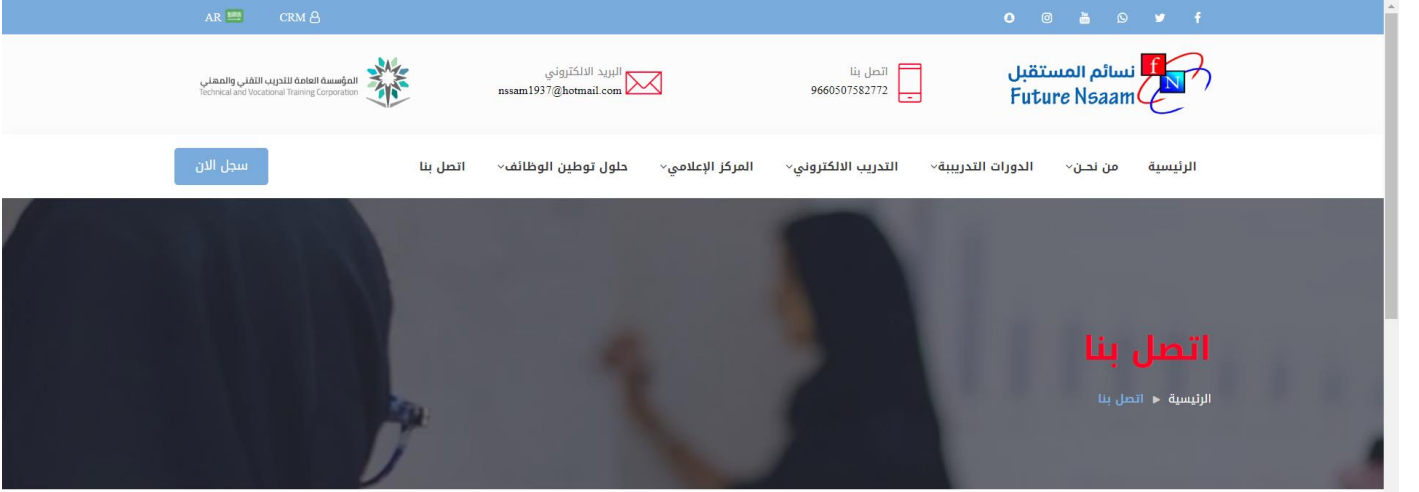 CRM
AR
نسائم المستقبل
Future Nsaam
اتصل بنا
9660507582772
البريد الالكتروني
nssam1937@hotmail.com
المؤسسة العامة للتدريب التقني والمهني
Technical and Vocational Training Corporation
الرئيسية
من نحـن
الدورات التدريبية
التدريب الالكتروني
المركز الإعلامي
حلول توطين الوظائف
اتصل بنا
سجل الان
اتصل بنا
الرئيسية ◄ اتصل بنا